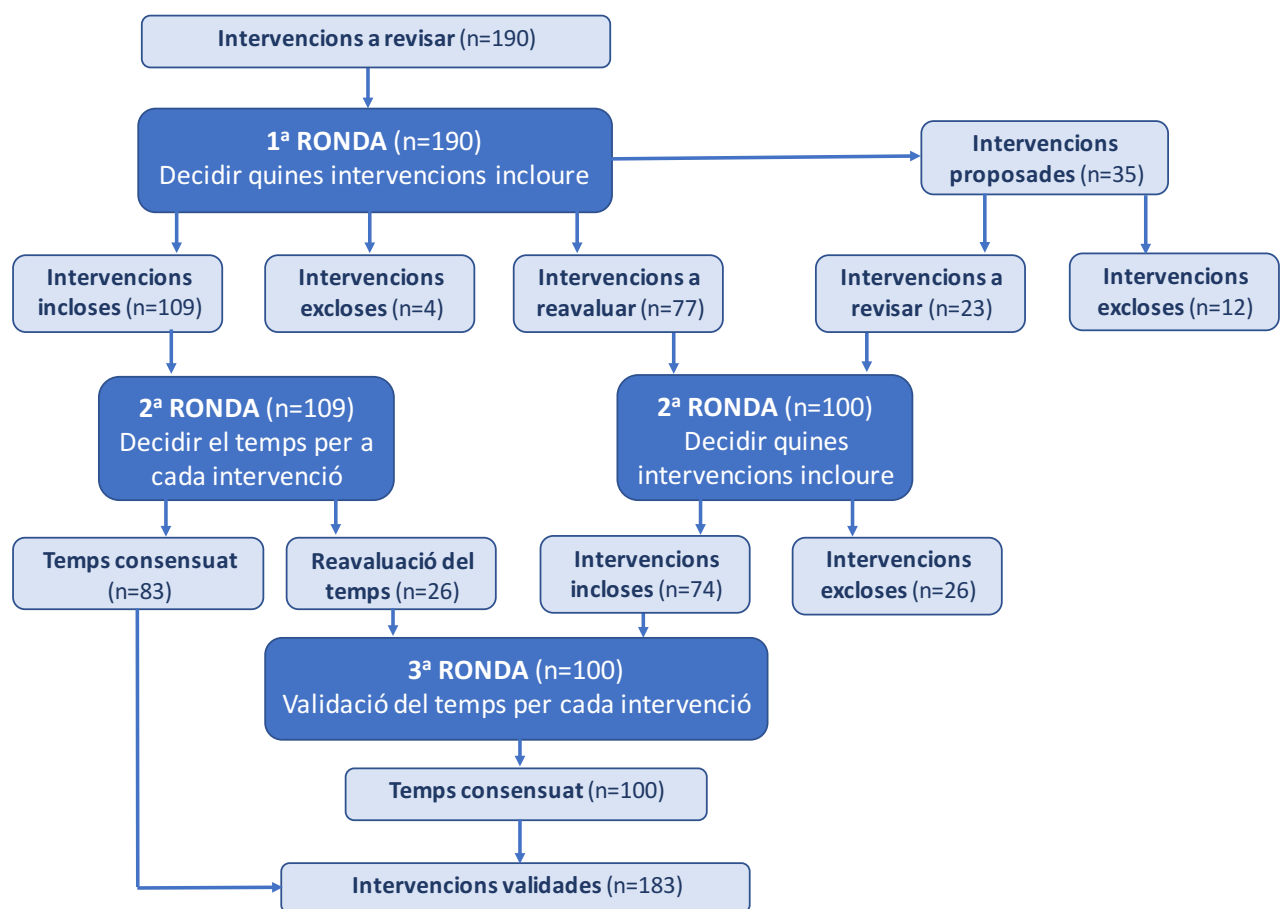 Intervencions a revisar (n=190)
1ª RONDA (n=190)
Decidir quines intervencions incloure
Intervencions
proposades (n=35)
Intervencions
incloses (n=109)
Intervencions
excloses (n=4)
Intervencions a
reavaluar (n=77)
Intervencions a
revisar (n=23)
Intervencions
excloses (n=12)
2ª RONDA (n=109)
Decidir el temps per a
cada intervenció
2ª RONDA (n=100)
Decidir quines
intervencions incloure
Temps consensuat
(n=83)
Reavaluació del
temps (n=26)
Intervencions
incloses (n=74)
Intervencions
excloses (n=26)
3ª RONDA (n=100)
Validació del temps per cada intervenció
Temps consensuat (n=100)
Intervencions validades (n=183)